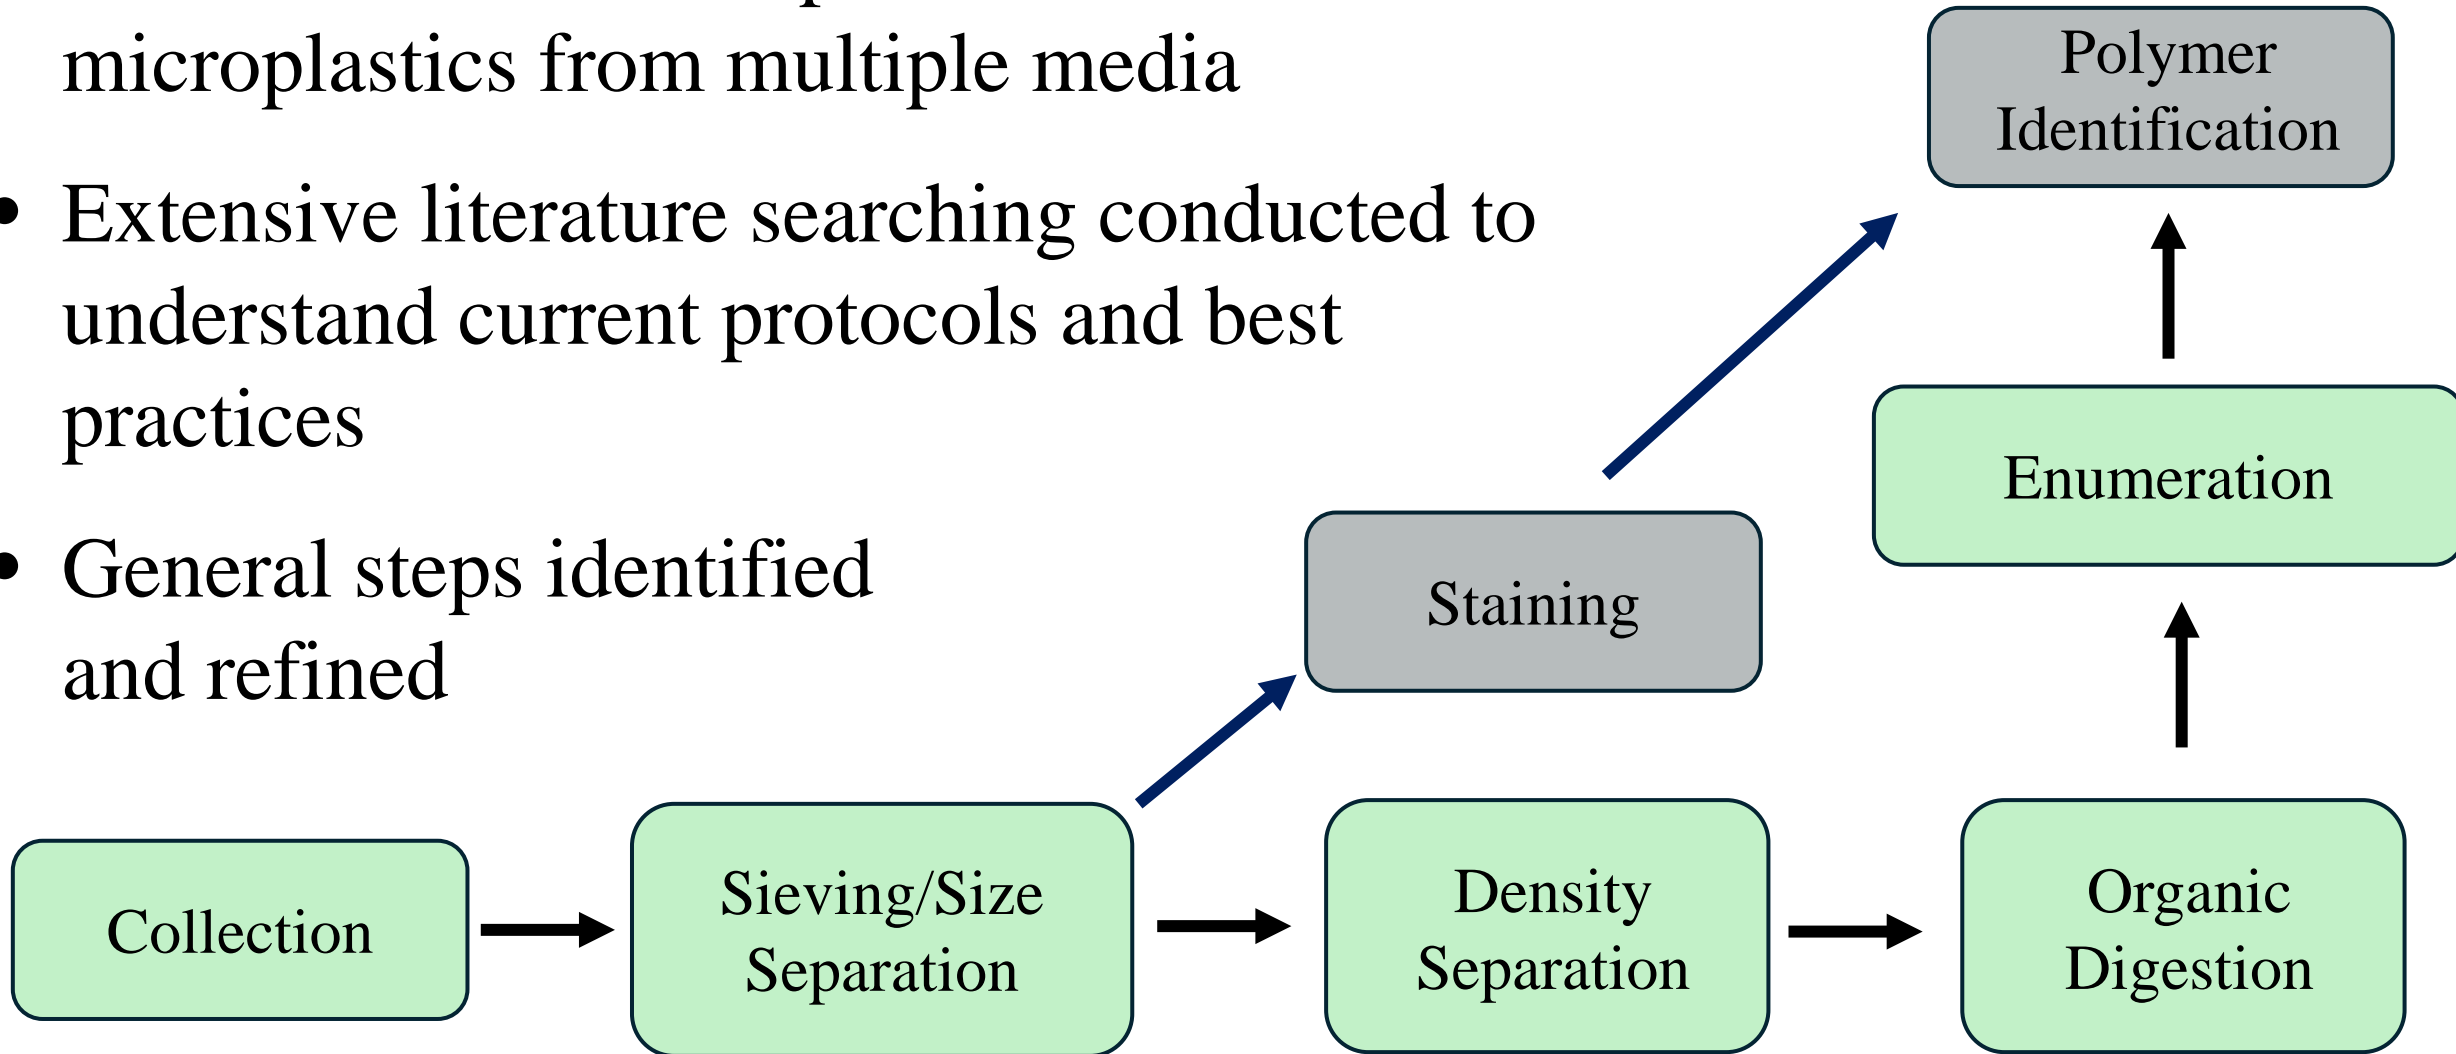 microplastics from multiple media
• Extensive literature searching conducted to
understand current protocols and best
practices
• General steps identified
and refined
Polymer
Identification
Enumeration
Staining
Collection
Sieving/Size
Separation
Density
Separation
Organic
Digestion